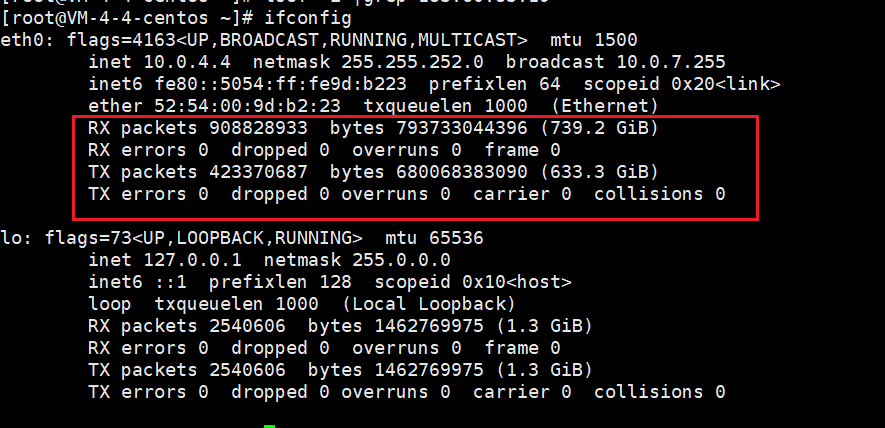 [root@VM-4-4-centos ~]# ifconfig
eth0: flags=4163<UP,BROADCAST,RUNNING,MULTICAST>  mtu 1500
        inet 10.0.4.4  netmask 255.255.252.0  broadcast 10.0.7.255
        inet6 fe80::5054:ff:fe9d:b223  prefixlen 64  scopeid 0x20<link>
        ether 52:54:00:9d:b2:23  txqueuelen 1000  (Ethernet)
        RX packets 908828933  bytes 793733044396 (739.2 GiB)
        RX errors 0  dropped 0  overruns 0  frame 0
        TX packets 423370687  bytes 680068383090 (633.3 GiB)
        TX errors 0  dropped 0 overruns 0  carrier 0  collisions 0
lo: flags=73<UP,LOOPBACK,RUNNING>  mtu 65536
        inet 127.0.0.1  netmask 255.0.0.0
        inet6 ::1  prefixlen 128  scopeid 0x10<host>
        loop  txqueuelen 1000  (Local Loopback)
        RX packets 2540606  bytes 1462769975 (1.3 GiB)
        RX errors 0  dropped 0  overruns 0  frame 0
        TX packets 2540606  bytes 1462769975 (1.3 GiB)
        TX errors 0  dropped 0 overruns 0  carrier 0  collisions 0